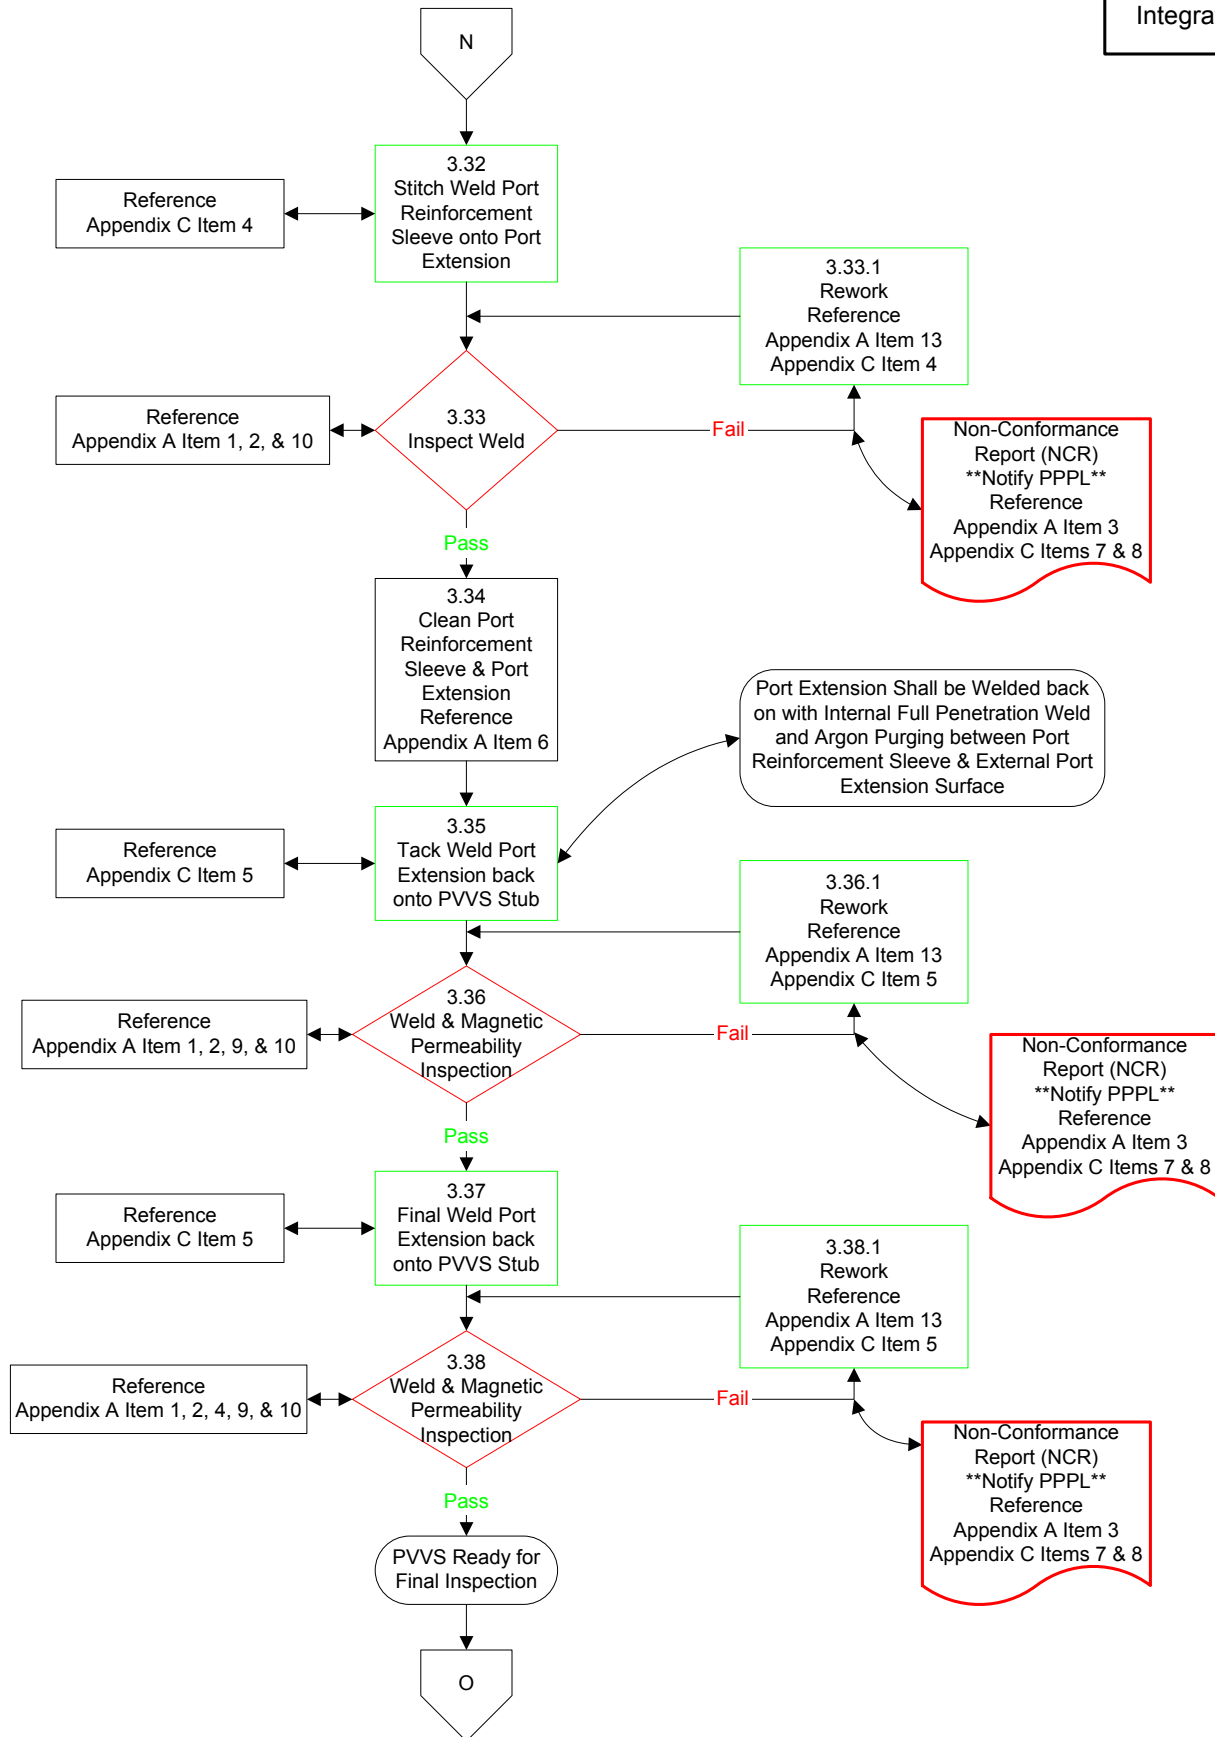 Integra
N
3.32
Stitch Weld Port
Reinforcement
Sleeve onto Port
Extension
Reference
Appendix C Item 4
3.33.1
Rework
Reference
Appendix A Item 13
Appendix C Item 4
3.33
Inspect Weld
Reference
Appendix A Item 1, 2, & 10
Fail
Non-Conformance
Report (NCR)
**Notify PPPL**
Reference
Appendix A Item 3
Appendix C Items 7 & 8
Pass
3.34
Clean Port
Reinforcement
Sleeve & Port
Extension
Reference
Appendix A Item 6
Port Extension Shall be Welded back
on with Internal Full Penetration Weld
and Argon Purging between Port
Reinforcement Sleeve & External Port
Extension Surface
3.35
Tack Weld Port
Extension back
onto PVVS Stub
Reference
Appendix C Item 5
3.36.1
Rework
Reference
Appendix A Item 13
Appendix C Item 5
3.36
Weld & Magnetic
Permeability
Inspection
Reference
Appendix A Item 1, 2, 9, & 10
Fail
Non-Conformance
Report (NCR)
**Notify PPPL**
Reference
Appendix A Item 3
Appendix C Items 7 & 8
Pass
3.37
Final Weld Port
Extension back
onto PVVS Stub
Reference
Appendix C Item 5
3.38.1
Rework
Reference
Appendix A Item 13
Appendix C Item 5
3.38
Weld & Magnetic
Permeability
Inspection
Reference
Appendix A Item 1, 2, 4, 9, & 10
Fail
Non-Conformance
Report (NCR)
**Notify PPPL**
Reference
Appendix A Item 3
Appendix C Items 7 & 8
Pass
PVVS Ready for
Final Inspection
O